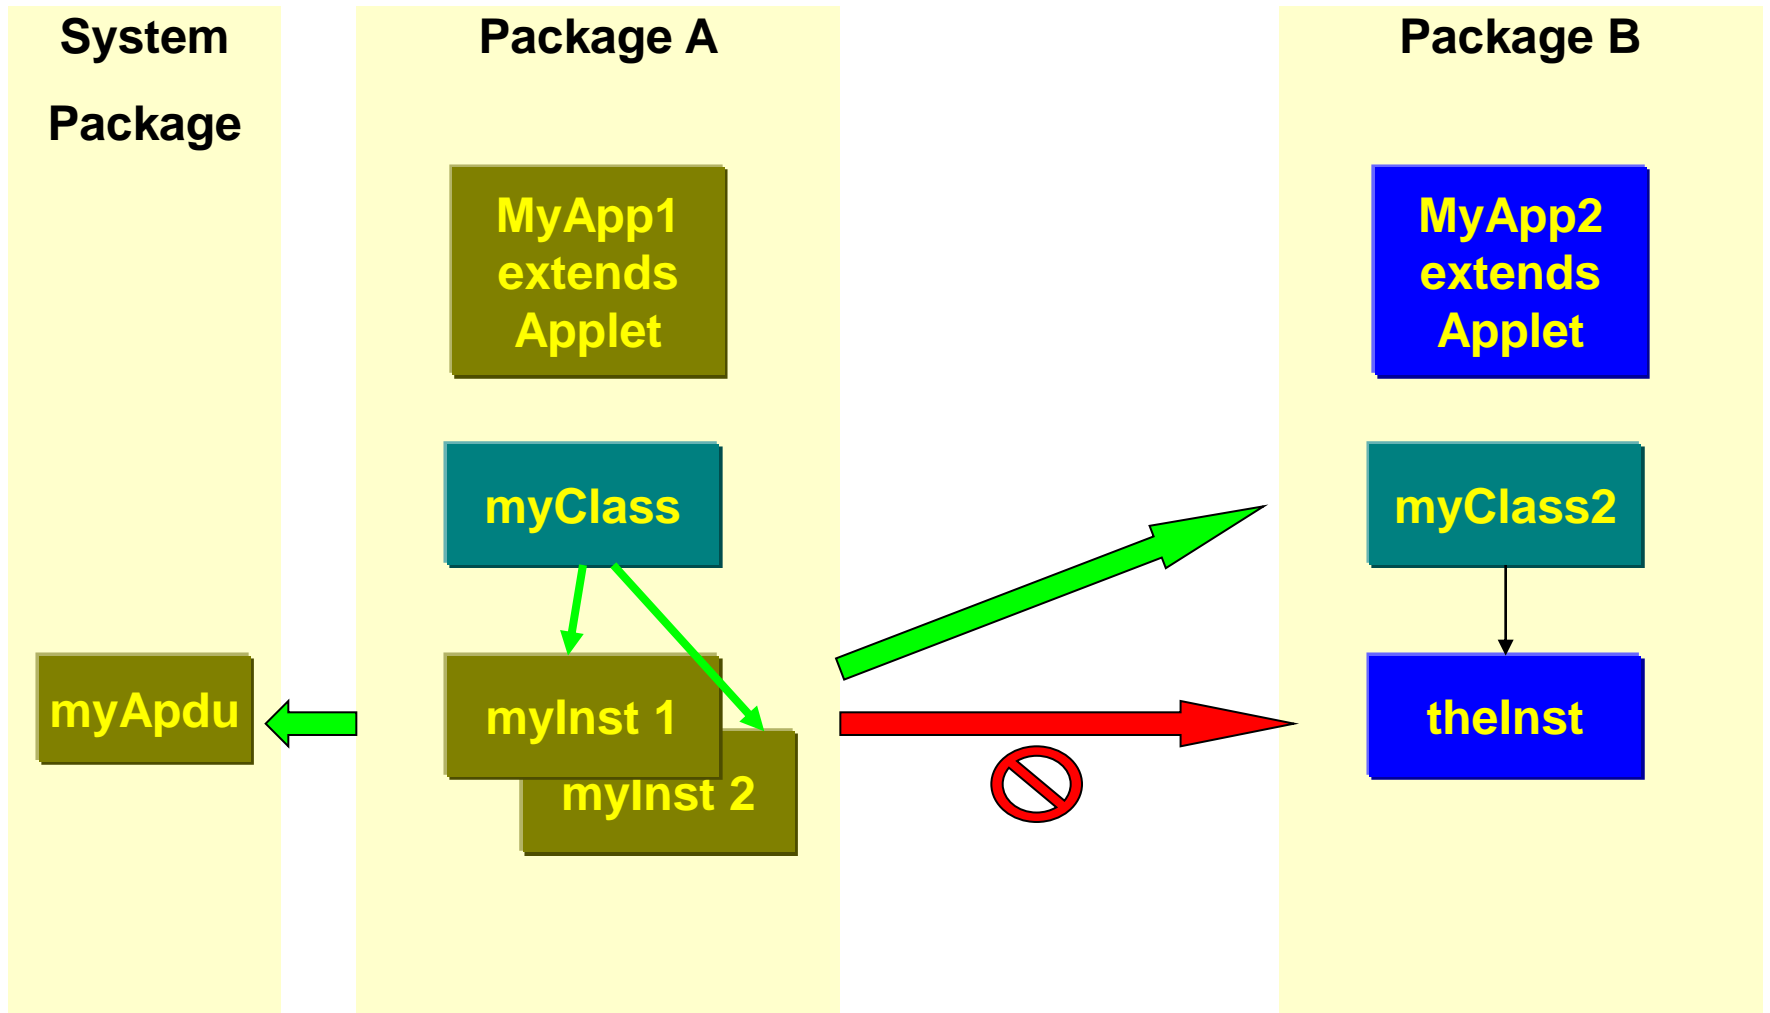 System
Package
Package A
Package B
MyApp1
extends
Applet
MyApp2
extends
Applet
myClass
myClass2
myApdu
myInst 1
myInst 2
theInst